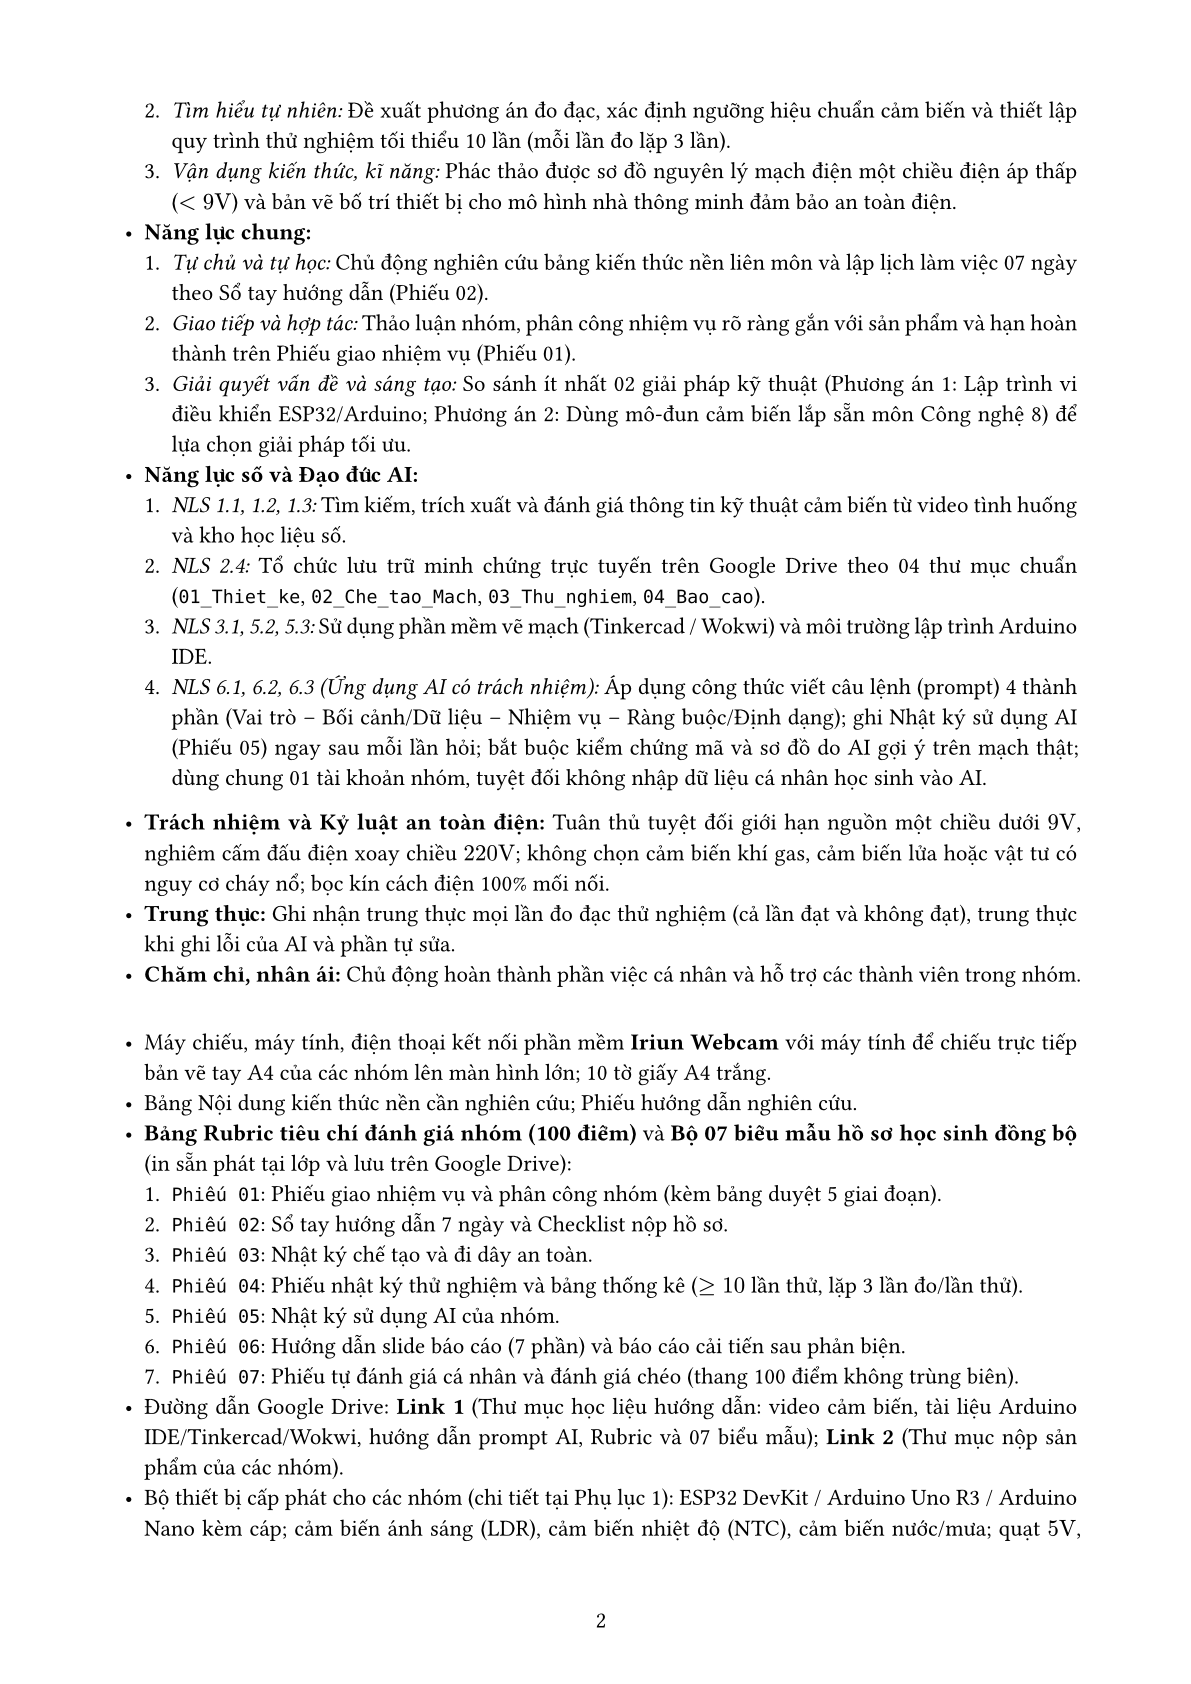 2. Tìm hiểu tự nhiên: Đề xuất phương án đo đạc, xác định ngưỡng hiệu chuẩn cảm biến và thiết lập
quy trình thử nghiệm tối thiểu 10 lần (mỗi lần đo lặp 3 lần).
3. Vận dụng kiến thức, kĩ năng: Phác thảo được sơ đồ nguyên lý mạch điện một chiều điện áp thấp
(< 9V) và bản vẽ bố trí thiết bị cho mô hình nhà thông minh đảm bảo an toàn điện.
• Năng lực chung:
1. Tự chủ và tự học: Chủ động nghiên cứu bảng kiến thức nền liên môn và lập lịch làm việc 07 ngày
theo Sổ tay hướng dẫn (Phiếu 02).
2. Giao tiếp và hợp tác: Thảo luận nhóm, phân công nhiệm vụ rõ ràng gắn với sản phẩm và hạn hoàn
thành trên Phiếu giao nhiệm vụ (Phiếu 01).
3. Giải quyết vấn đề và sáng tạo: So sánh ít nhất 02 giải pháp kỹ thuật (Phương án 1: Lập trình vi
điều khiển ESP32/Arduino; Phương án 2: Dùng mô-đun cảm biến lắp sẵn môn Công nghệ 8) để
lựa chọn giải pháp tối ưu.
• Năng lực số và Đạo đức AI:
1. NLS 1.1, 1.2, 1.3: Tìm kiếm, trích xuất và đánh giá thông tin kỹ thuật cảm biến từ video tình huống
và kho học liệu số.
2. NLS 2.4: Tổ chức lưu trữ minh chứng trực tuyến trên Google Drive theo 04 thư mục chuẩn
(01_Thiet_ke, 02_Che_tao_Mach, 03_Thu_nghiem, 04_Bao_cao).
3. NLS 3.1, 5.2, 5.3: Sử dụng phần mềm vẽ mạch (Tinkercad / Wokwi) và môi trường lập trình Arduino
IDE.
4. NLS 6.1, 6.2, 6.3 (Ứng dụng AI có trách nhiệm): Áp dụng công thức viết câu lệnh (prompt) 4 thành
phần (Vai trò – Bối cảnh/Dữ liệu – Nhiệm vụ – Ràng buộc/Định dạng); ghi Nhật ký sử dụng AI
(Phiếu 05) ngay sau mỗi lần hỏi; bắt buộc kiểm chứng mã và sơ đồ do AI gợi ý trên mạch thật;
dùng chung 01 tài khoản nhóm, tuyệt đối không nhập dữ liệu cá nhân học sinh vào AI.
• Trách nhiệm và Kỷ luật an toàn điện: Tuân thủ tuyệt đối giới hạn nguồn một chiều dưới 9V,
nghiêm cấm đấu điện xoay chiều 220V; không chọn cảm biến khí gas, cảm biến lửa hoặc vật tư có
nguy cơ cháy nổ; bọc kín cách điện 100% mối nối.
• Trung thực: Ghi nhận trung thực mọi lần đo đạc thử nghiệm (cả lần đạt và không đạt), trung thực
khi ghi lỗi của AI và phần tự sửa.
• Chăm chỉ, nhân ái: Chủ động hoàn thành phần việc cá nhân và hỗ trợ các thành viên trong nhóm.
• Máy chiếu, máy tính, điện thoại kết nối phần mềm Iriun Webcam với máy tính để chiếu trực tiếp
bản vẽ tay A4 của các nhóm lên màn hình lớn; 10 tờ giấy A4 trắng.
• Bảng Nội dung kiến thức nền cần nghiên cứu; Phiếu hướng dẫn nghiên cứu.
• Bảng Rubric tiêu chí đánh giá nhóm (100 điểm) và Bộ 07 biểu mẫu hồ sơ học sinh đồng bộ
(in sẵn phát tại lớp và lưu trên Google Drive):
1. Phiếu 01: Phiếu giao nhiệm vụ và phân công nhóm (kèm bảng duyệt 5 giai đoạn).
2. Phiếu 02: Sổ tay hướng dẫn 7 ngày và Checklist nộp hồ sơ.
3. Phiếu 03: Nhật ký chế tạo và đi dây an toàn.
4. Phiếu 04: Phiếu nhật ký thử nghiệm và bảng thống kê (≥ 10 lần thử, lặp 3 lần đo/lần thử).
5. Phiếu 05: Nhật ký sử dụng AI của nhóm.
6. Phiếu 06: Hướng dẫn slide báo cáo (7 phần) và báo cáo cải tiến sau phản biện.
7. Phiếu 07: Phiếu tự đánh giá cá nhân và đánh giá chéo (thang 100 điểm không trùng biên).
• Đường dẫn Google Drive: Link 1 (Thư mục học liệu hướng dẫn: video cảm biến, tài liệu Arduino
IDE/Tinkercad/Wokwi, hướng dẫn prompt AI, Rubric và 07 biểu mẫu); Link 2 (Thư mục nộp sản
phẩm của các nhóm).
• Bộ thiết bị cấp phát cho các nhóm (chi tiết tại Phụ lục 1): ESP32 DevKit / Arduino Uno R3 / Arduino
Nano kèm cáp; cảm biến ánh sáng (LDR), cảm biến nhiệt độ (NTC), cảm biến nước/mưa; quạt 5V,
2